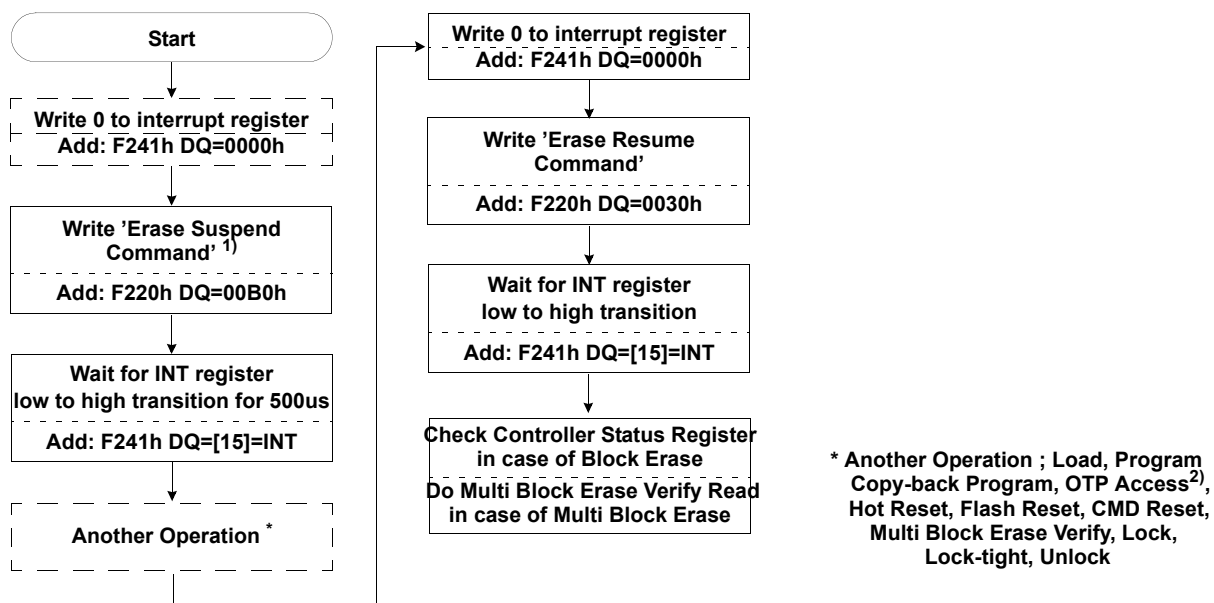 Start
Write 0 to interrupt register
Add: F241h DQ=0000h
Write ’Erase Suspend
Command’ 1)
Add: F220h DQ=00B0h
Wait for INT register
low to high transition for 500us
Add: F241h DQ=[15]=INT
Another Operation *
Write 0 to interrupt register
Add: F241h DQ=0000h
Write ’Erase Resume
Command’
Add: F220h DQ=0030h
Wait for INT register
low to high transition
Add: F241h DQ=[15]=INT
Check Controller Status Register
in case of Block Erase
Do Multi Block Erase Verify Read
in case of Multi Block Erase
* Another Operation ; Load, Program
Copy-back Program, OTP Access2),
Hot Reset, Flash Reset, CMD Reset,
Multi Block Erase Verify, Lock,
Lock-tight, Unlock